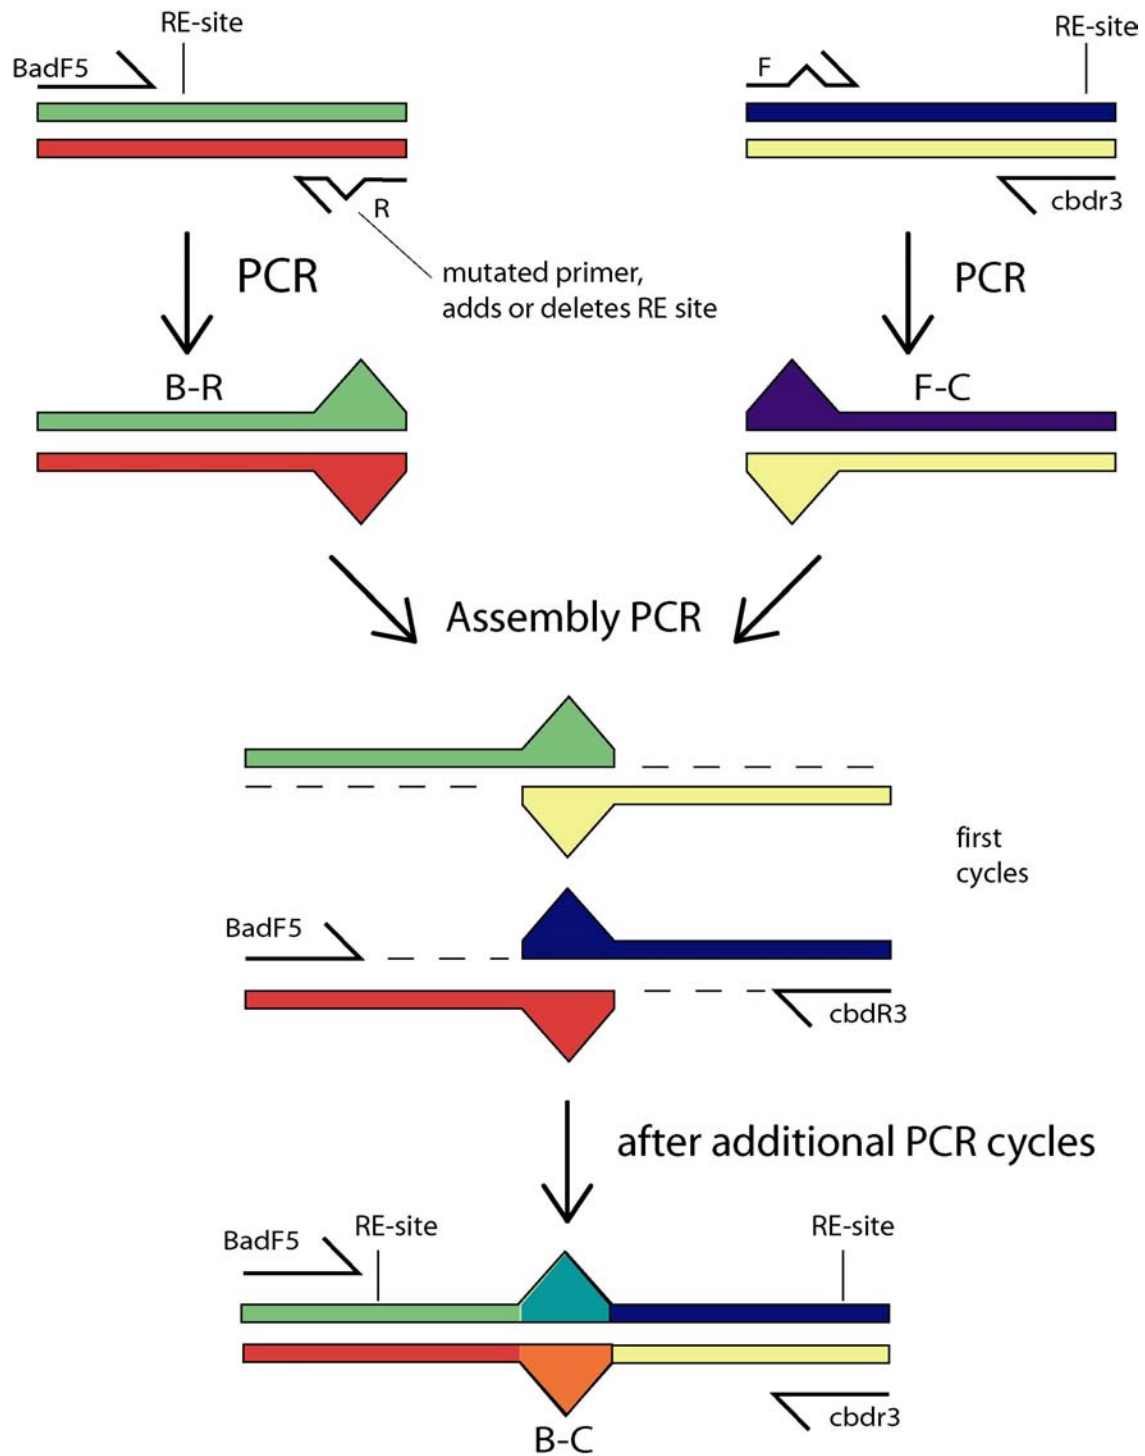 RE-site
RE-site
BadF5
F
R
cbdr3
PCR
mutated primer,
adds or deletes RE site
PCR
B-R
F-C
Assembly PCR
first
cycles
BadF5
cbdR3
after additional PCR cycles
BadF5
RE-site
RE-site
cbdr3
B-C